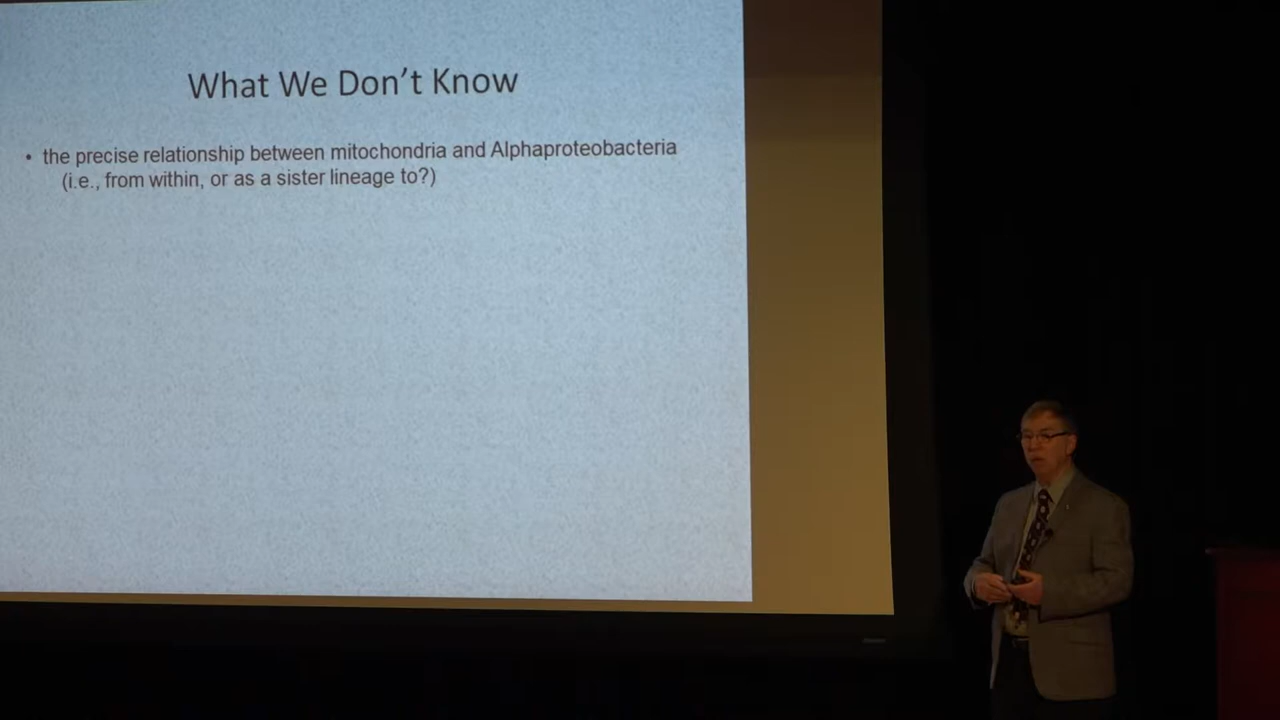 What We Don't Know
• the precise relationship between mitochondria and Alphaproteobacteria
(i.e., from within, or as a sister lineage to?)